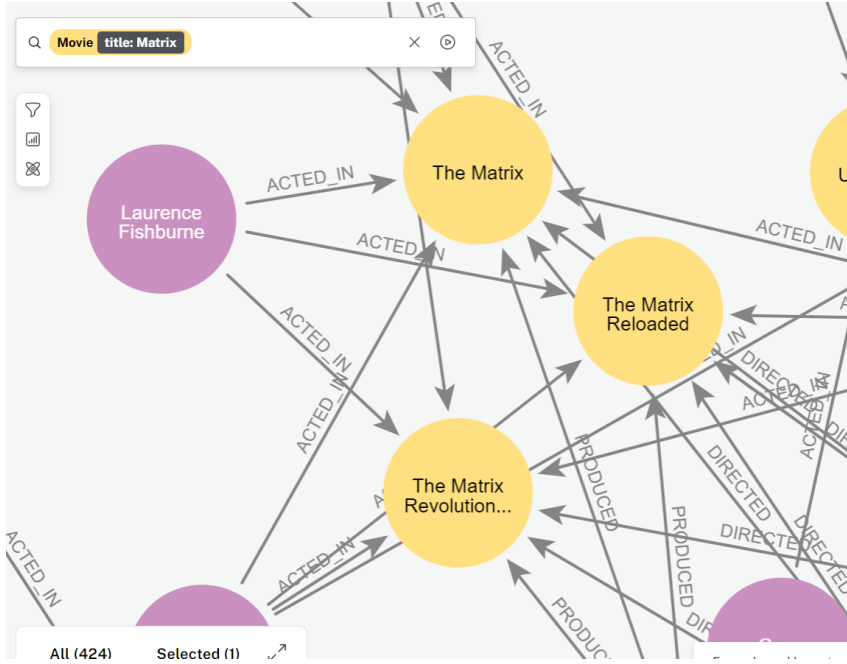 Movie title: Matrix
ACTED_IN
The Matrix
ACTED_IN
Laurence
Fishburne
ACTED_IN
ACTED_IN
The Matrix
Reloaded
ACTED_IN
ACTED_IN
DIRECTED
ACTED_IN
ACTED_IN
PRODUCED
DIRECTED
The Matrix
Revolution...
PRODUCED
DIRECTED
DIRECTED
ACTED_IN
ACTED_IN
All (424)
Selected (1)